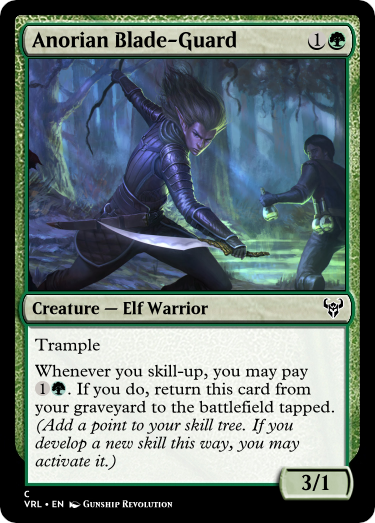 Anorian Blade-Guard 1
Creature — Elf Warrior
Trample
Whenever you skill-up, you may pay
1. If you do, return this card from
your graveyard to the battlefield tapped.
(Add a point to your skill tree. If you
develop a new skill this way, you may
activate it.)
3/1
C
VRL • EN Gunship Revolution